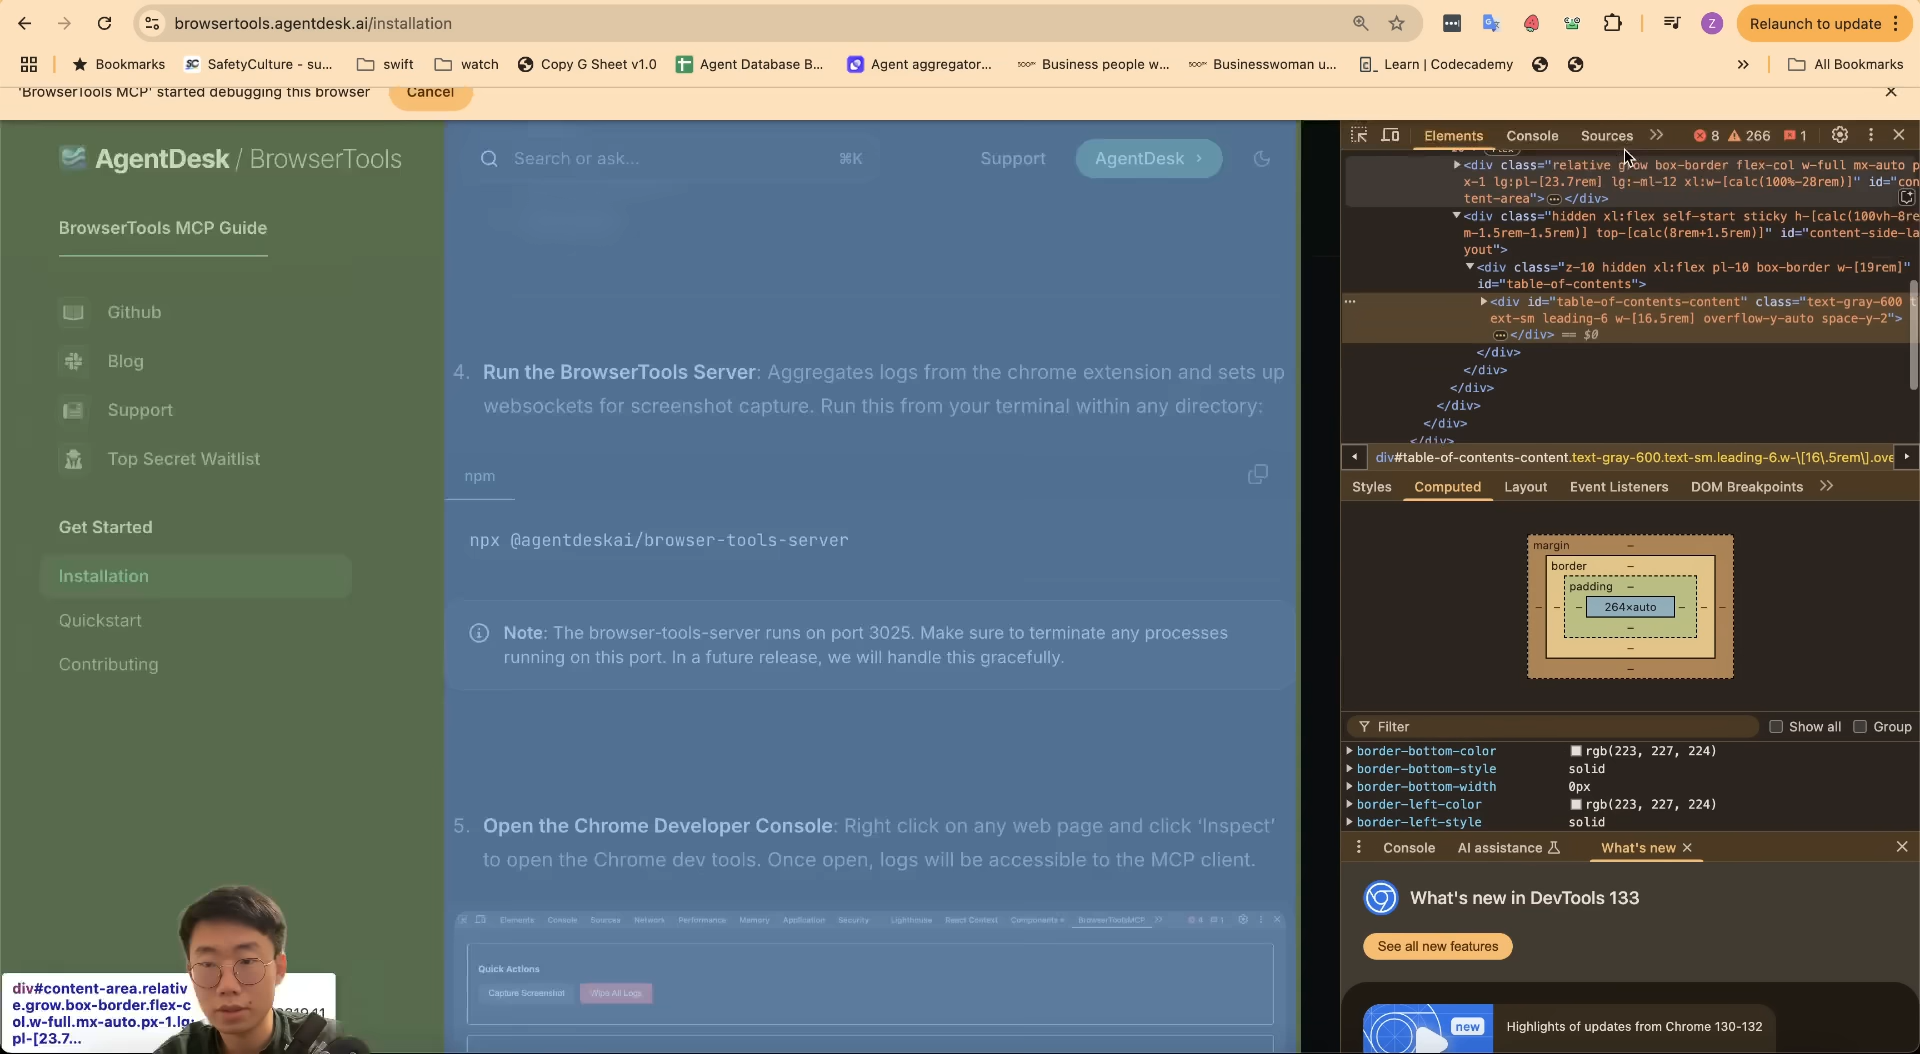 browsertools.agentdesk.ai/installation
Z
Relaunch to update
Bookmarks
SafetyCulture - su...
swift
watch
Copy G Sheet v1.0
Agent Database B...
Agent aggregator...
Business people w...
Businesswoman u...
Learn | Codecademy
All Bookmarks
'BrowserTools MCP' started debugging this browser
Cancel
AgentDesk / BrowserTools
Search or ask...
⌘K
Support
AgentDesk
BrowserTools MCP Guide
Github
Blog
Support
Top Secret Waitlist
Get Started
Installation
Quickstart
Contributing
4. Run the BrowserTools Server: Aggregates logs from the chrome extension and sets up
websockets for screenshot capture. Run this from your terminal within any directory:
npm
npx @agentdeskai/browser-tools-server
Note: The browser-tools-server runs on port 3025. Make sure to terminate any processes
running on this port. In a future release, we will handle this gracefully.
5. Open the Chrome Developer Console: Right click on any web page and click ‘Inspect’
to open the Chrome dev tools. Once open, logs will be accessible to the MCP client.
Elements Console Sources Network Performance Memory Application Security Lighthouse React Context Components BrowserToolsMCP
Quick Actions
Capture Screenshot
Wipe All Logs
div#content-area.relativ
e.grow.box-border.flex-c
ol.w-full.mx-auto.px-1.lg:
pl-[23.7...
Elements Console Sources 8 266 1
<div class="relative grow box-border flex-col w-full mx-auto p
x-1 lg:pl-[23.7rem] lg:-ml-12 xl:w-[calc(100%-28rem)]" id="con
tent-area"> … </div>
<div class="hidden xl:flex self-start sticky h-[calc(100vh-8re
m-1.5rem-1.5rem)] top-[calc(8rem+1.5rem)]" id="content-side-la
yout">
<div class="z-10 hidden xl:flex pl-10 box-border w-[19rem]"
id="table-of-contents">
<div id="table-of-contents-content" class="text-gray-600 t
ext-sm leading-6 w-[16.5rem] overflow-y-auto space-y-2">
… </div> == $0
</div>
</div>
</div>
</div>
</div>
</div>
div#table-of-contents-content.text-gray-600.text-sm.leading-6.w-\[16\.5rem\].ove
Styles Computed Layout Event Listeners DOM Breakpoints
margin –
border –
padding –
264×auto
Filter
Show all
Group
border-bottom-color rgb(223, 227, 224)
border-bottom-style solid
border-bottom-width 0px
border-left-color rgb(223, 227, 224)
border-left-style solid
Console AI assistance What's new
What's new in DevTools 133
See all new features
new
Highlights of updates from Chrome 130-132